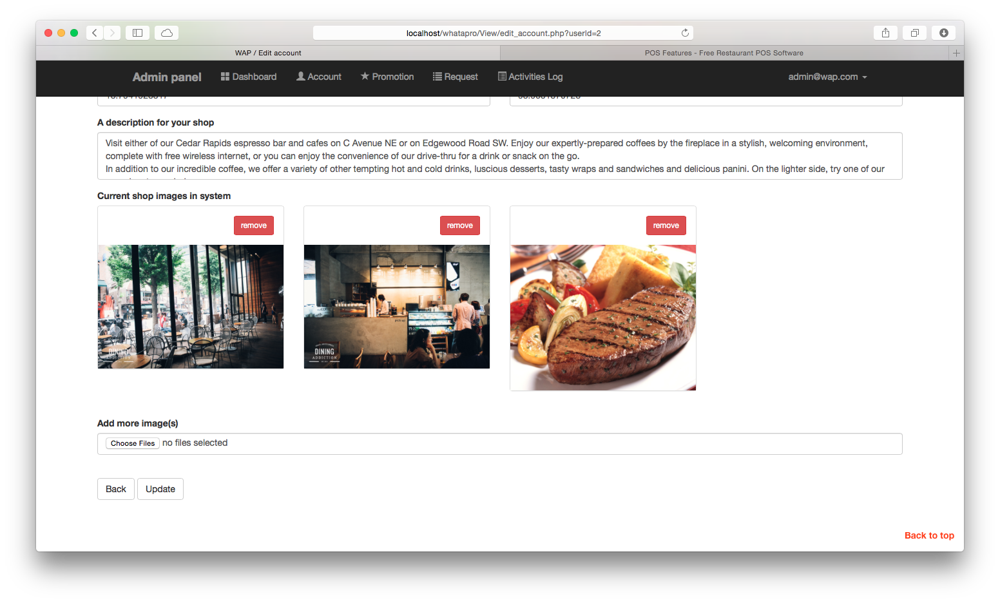 localhost/whatapro/View/edit_account.php?userId=2
WAP / Edit account
POS Features - Free Restaurant POS Software
Admin panel
Dashboard
Account
Promotion
Request
Activities Log
admin@wap.com
A description for your shop
Visit either of our Cedar Rapids espresso bar and cafes on C Avenue NE or on Edgewood Road SW. Enjoy our expertly-prepared coffees by the fireplace in a stylish, welcoming environment,
complete with free wireless internet, or you can enjoy the convenience of our drive-thru for a drink or snack on the go.
In addition to our incredible coffee, we offer a variety of other tempting hot and cold drinks, luscious desserts, tasty wraps and sandwiches and delicious panini. On the lighter side, try one of our
Current shop images in system
remove
remove
remove
DINING
ADDICTION
pick up
DINING
ADDICTION
Add more image(s)
Choose Files no files selected
Back
Update
Back to top